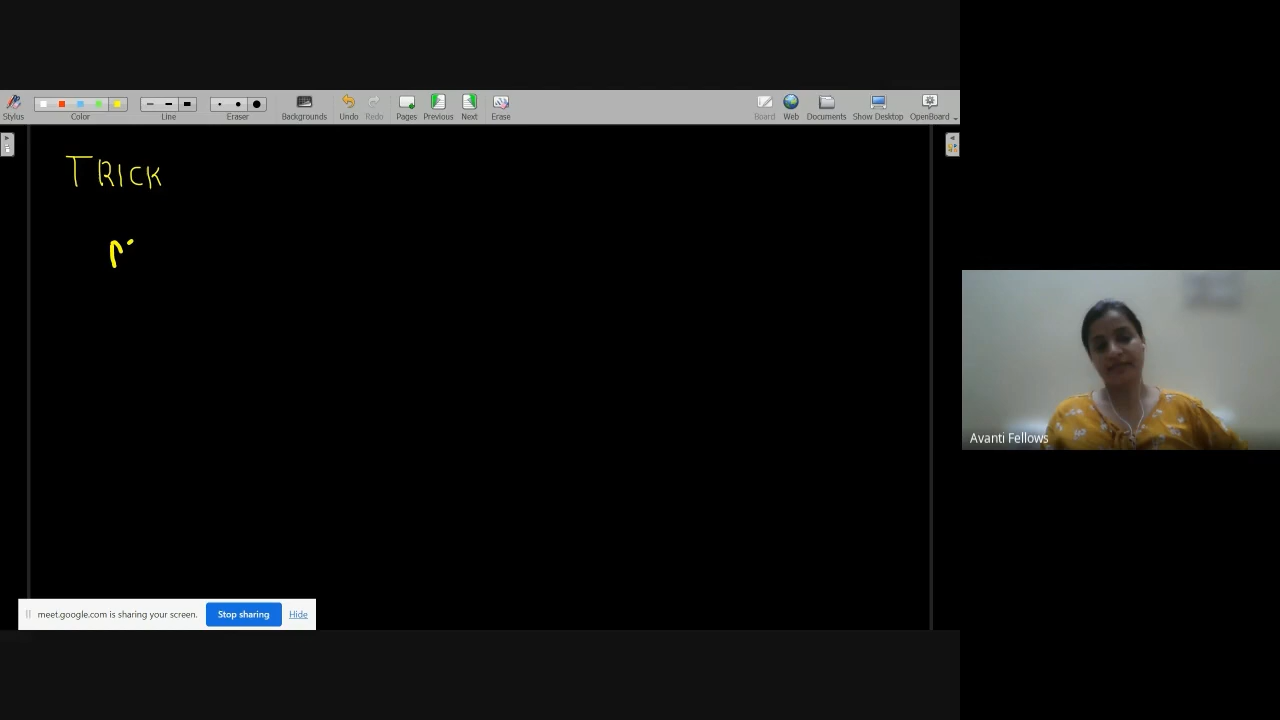 Stylus Color Line Eraser Backgrounds Undo Redo Pages Previous Next Erase Board Web Documents Show Desktop OpenBoard
TRICK
Avanti Fellows
meet.google.com is sharing your screen. Stop sharing Hide